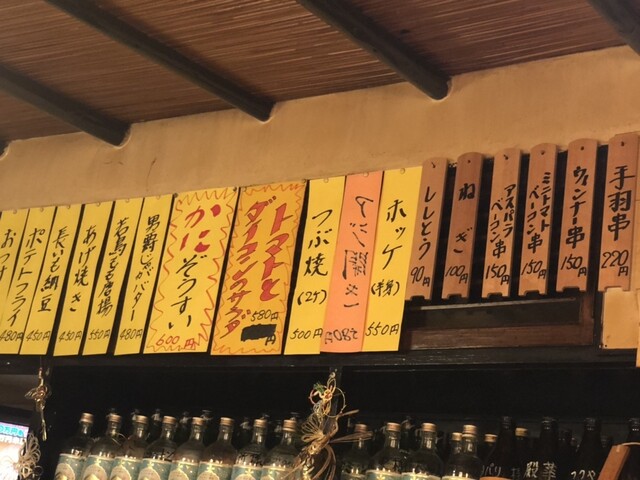 手羽串
220円
ウィンナー串
150円
ミニトマト
ベーコン串
150円
アスパラ
ベーコン串
150円
ねぎ
100円
ししとう
90円
ホッケ
(半身)
550円
つぶ焼
(2ケ)
500円
トマトと
ダイコンサラダ
580円
かにぞうすい
600円
じゃがバター
480円
若鳥もも唐揚
550円
あげ焼き
550円
長いも納豆
450円
ポテトフライ
450円
480円